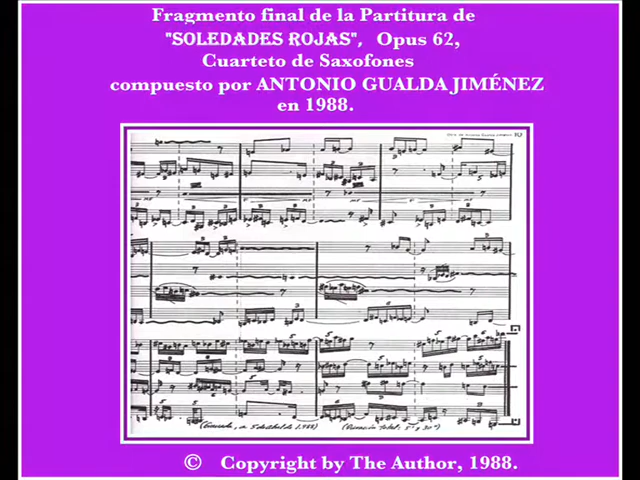 Fragmento final de la Partitura de
"SOLEDADES ROJAS", Opus 62,
Cuarteto de Saxofones
compuesto por ANTONIO GUALDA JIMÉNEZ
en 1988.
© Copyright by The Author, 1988.